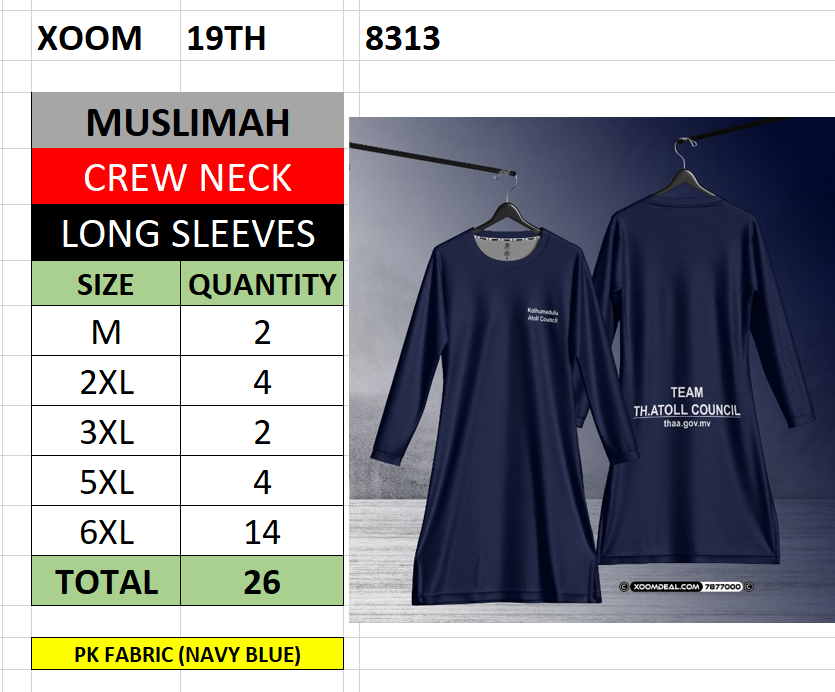 XOOM 19TH 8313
MUSLIMAH
CREW NECK
LONG SLEEVES
SIZE QUANTITY
M 2
2XL 4
3XL 2
5XL 4
6XL 14
TOTAL 26
PK FABRIC (NAVY BLUE)
Kolhumadulu
Atoll Council
TEAM
TH.ATOLL COUNCIL
thaa.gov.mv
XOOMDEAL.COM 7877000